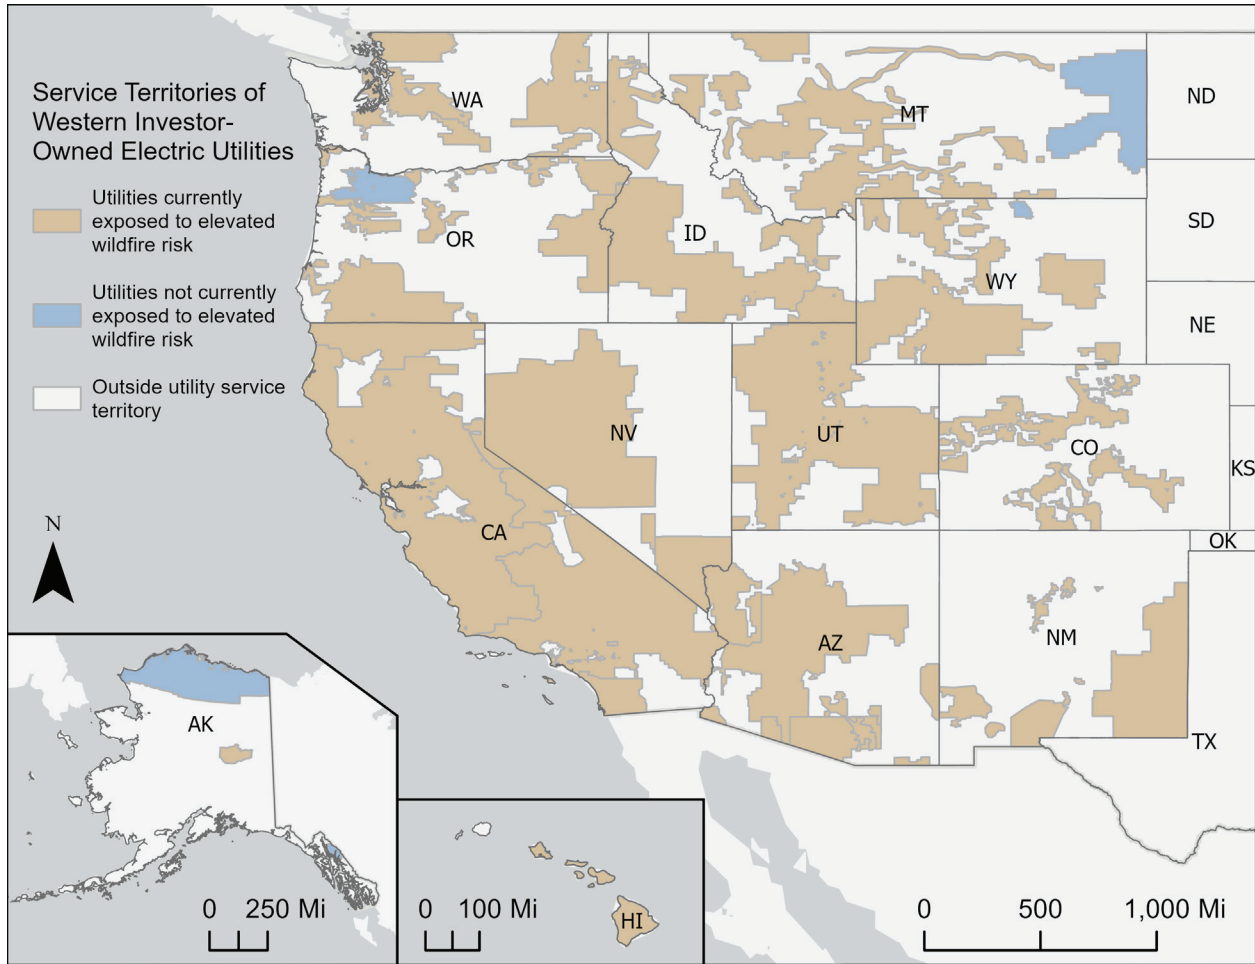 Service Territories of
Western Investor-
Owned Electric Utilities
Utilities currently
exposed to elevated
wildfire risk
Utilities not currently
exposed to elevated
wildfire risk
Outside utility service
territory
N
WA
MT
ND
OR
ID
SD
WY
NE
NV
UT
CO
KS
CA
OK
AZ
NM
TX
AK
0 250 Mi
HI
0 100 Mi
0 500 1,000 Mi